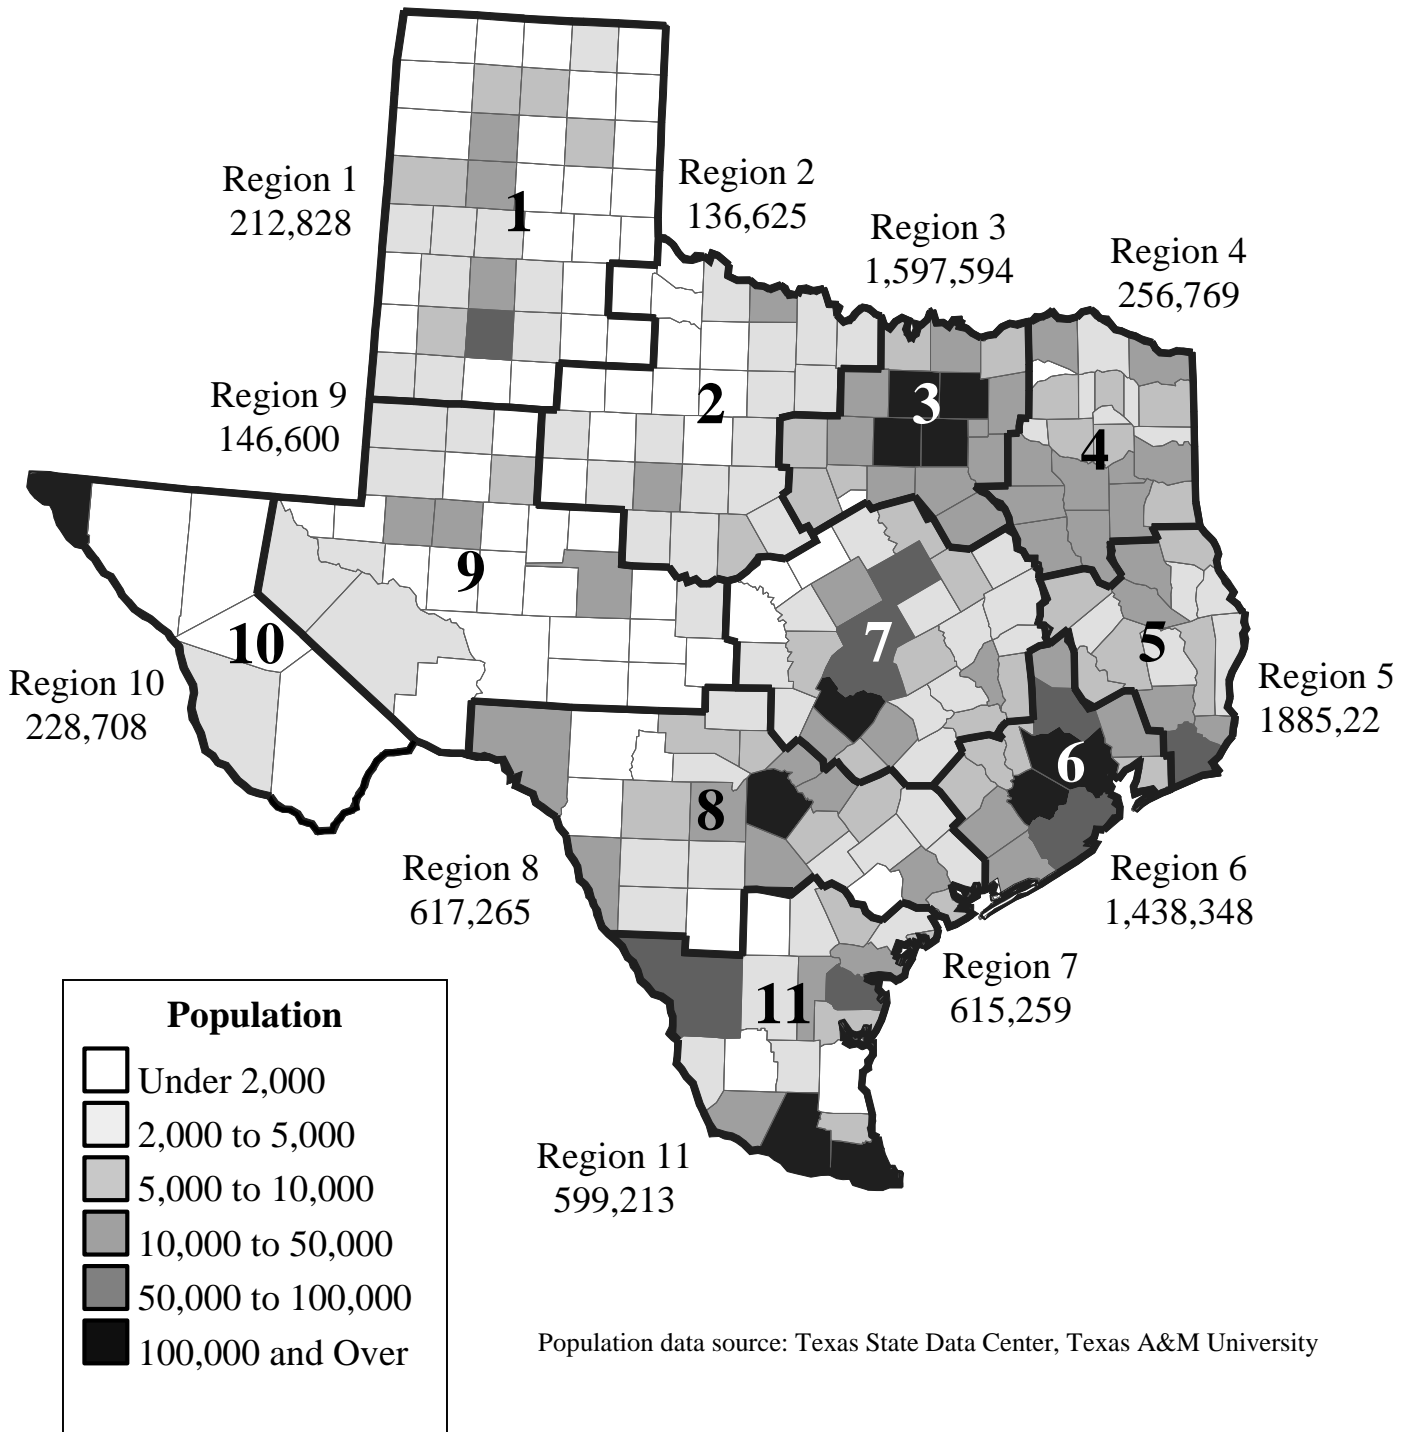 Region 1
212,828
Region 2
136,625
Region 3
1,597,594
Region 4
256,769
Region 9
146,600
Region 10
228,708
Region 5
1885,22
Region 8
617,265
Region 6
1,438,348
Region 7
615,259
Region 11
599,213
1
2
3
4
9
10
7
5
6
8
11
Population
Under 2,000
2,000 to 5,000
5,000 to 10,000
10,000 to 50,000
50,000 to 100,000
100,000 and Over
Population data source: Texas State Data Center, Texas A&M University